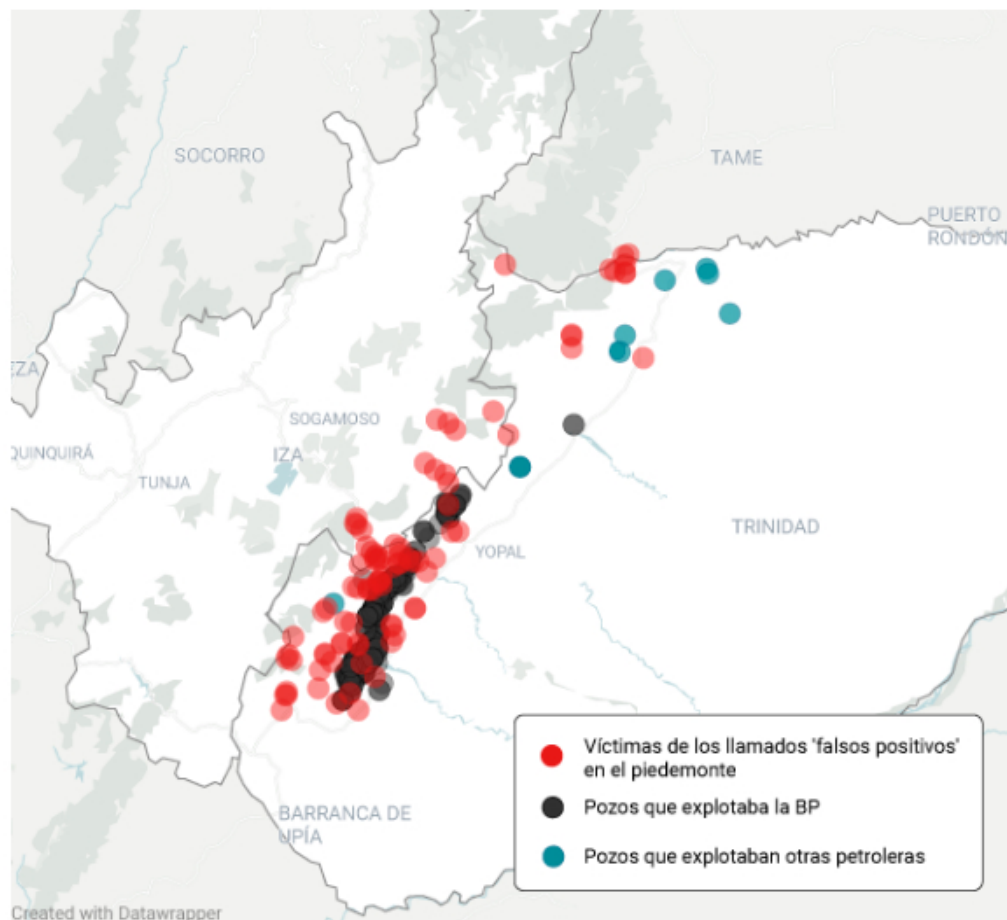 SOCORRO
TAME
PUERTO
RONDÓN
EZA
SOGAMOSO
QUINQUIRÁ
IZA
TUNJA
TRINIDAD
YOPAL
Víctimas de los llamados 'falsos positivos'
en el piedemonte
Pozos que explotaba la BP
BARRANCA DE
UPÍA
Pozos que explotaban otras petroleras
Created with Datawrapper